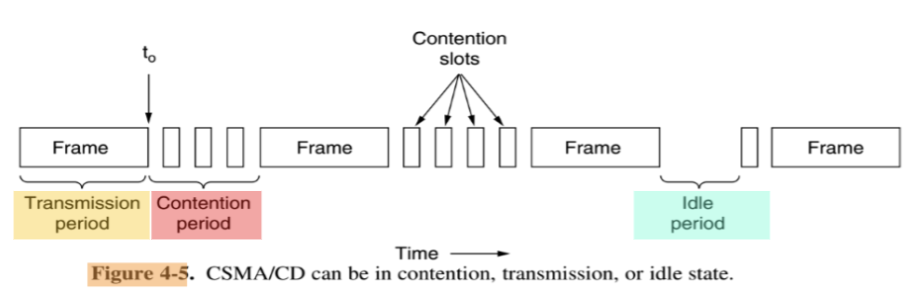 Contention
slots
to
Frame
Frame
Frame
Frame
Transmission
period
Contention
period
Idle
period
Time
Figure 4-5. CSMA/CD can be in contention, transmission, or idle state.